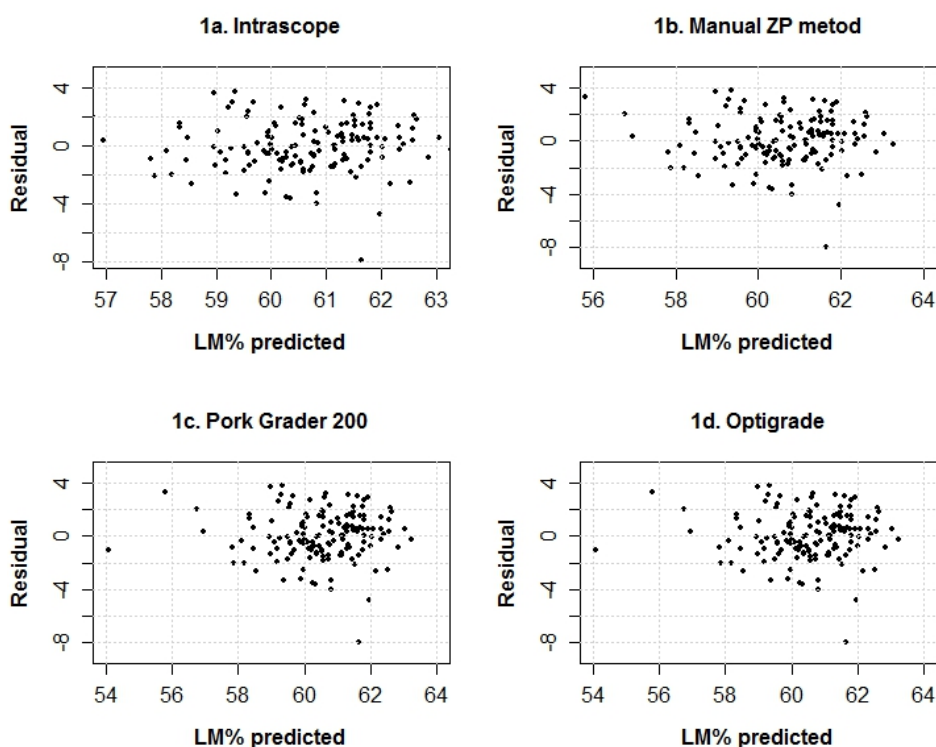 1a. Intrascope
1b. Manual ZP metod
Residual
4
0
-4
-8
57 58 59 60 61 62 63
LM% predicted
Residual
4
0
-4
-8
56 58 60 62 64
LM% predicted
1c. Pork Grader 200
1d. Optigrade
Residual
4
0
-4
-8
54 56 58 60 62 64
LM% predicted
Residual
4
0
-4
-8
54 56 58 60 62 64
LM% predicted